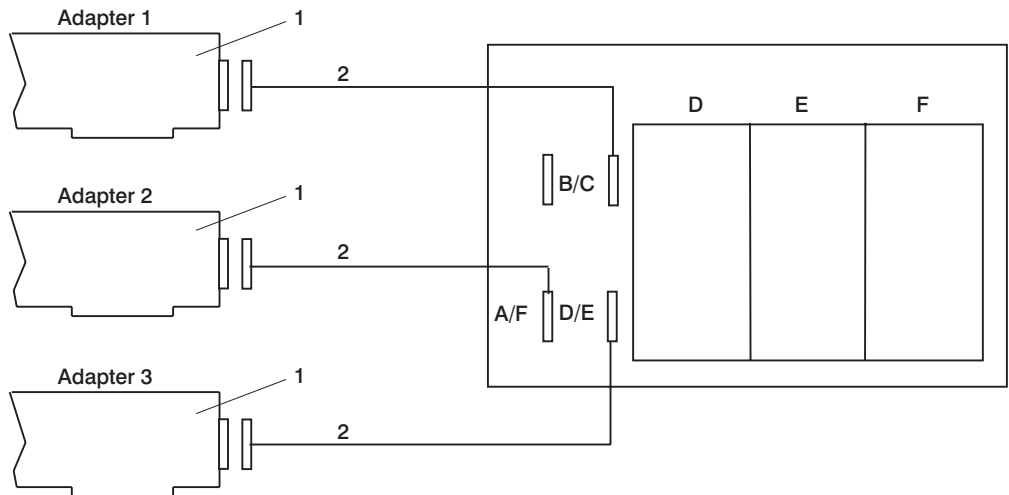 Adapter 1
1
2
D E F
B/C
Adapter 2
1
2
A/F D/E
Adapter 3
1
2